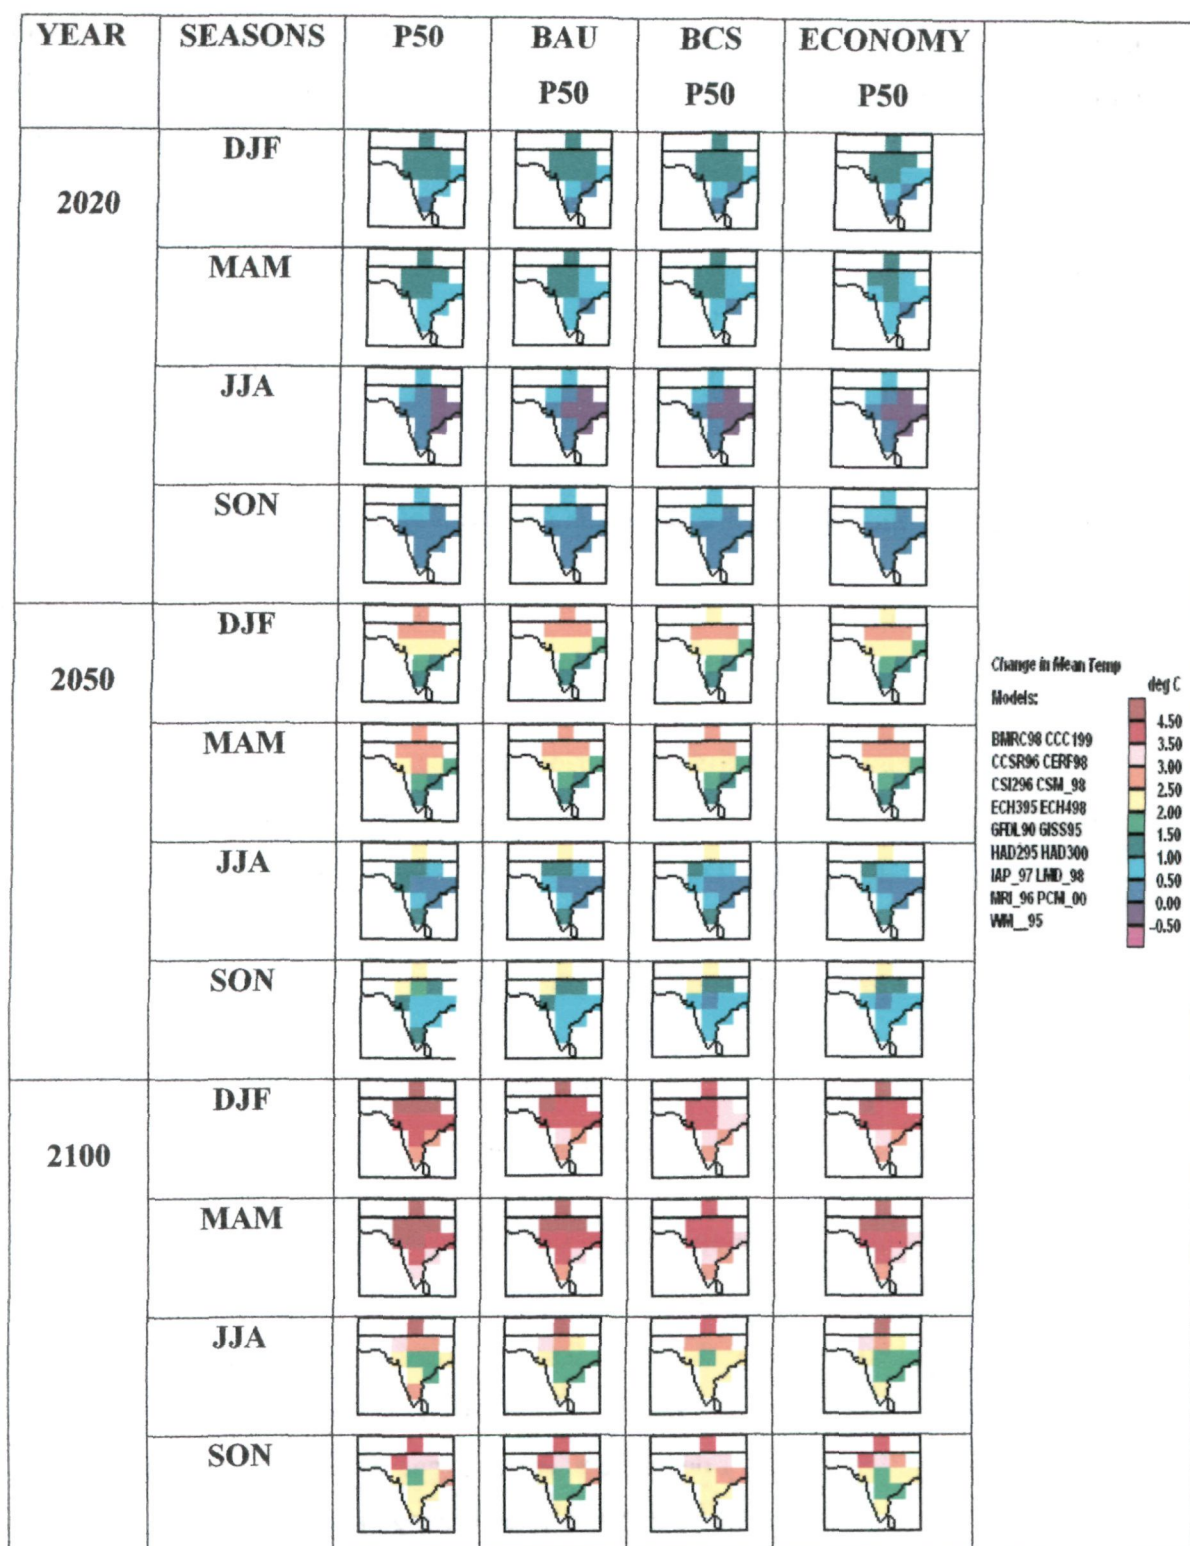 YEAR SEASONS P50 BAU BCS ECONOMY
P50 P50 P50
DJF
2020
MAM
JJA
SON
DJF
2050
MAM
JJA
SON
Change in Mean Temp
deg C
Models:
4.50
BMRC98 CCC199
3.50
CCSR96 CERF98
3.00
CSI296 CSM_98
2.50
ECH395 ECH498
2.00
GFDL90 GISS95
1.50
HAD295 HAD300
1.00
IAP_97 LMD_98
0.50
MRI_96 PCM_00
0.00
WM__95
-0.50
DJF
2100
MAM
JJA
SON